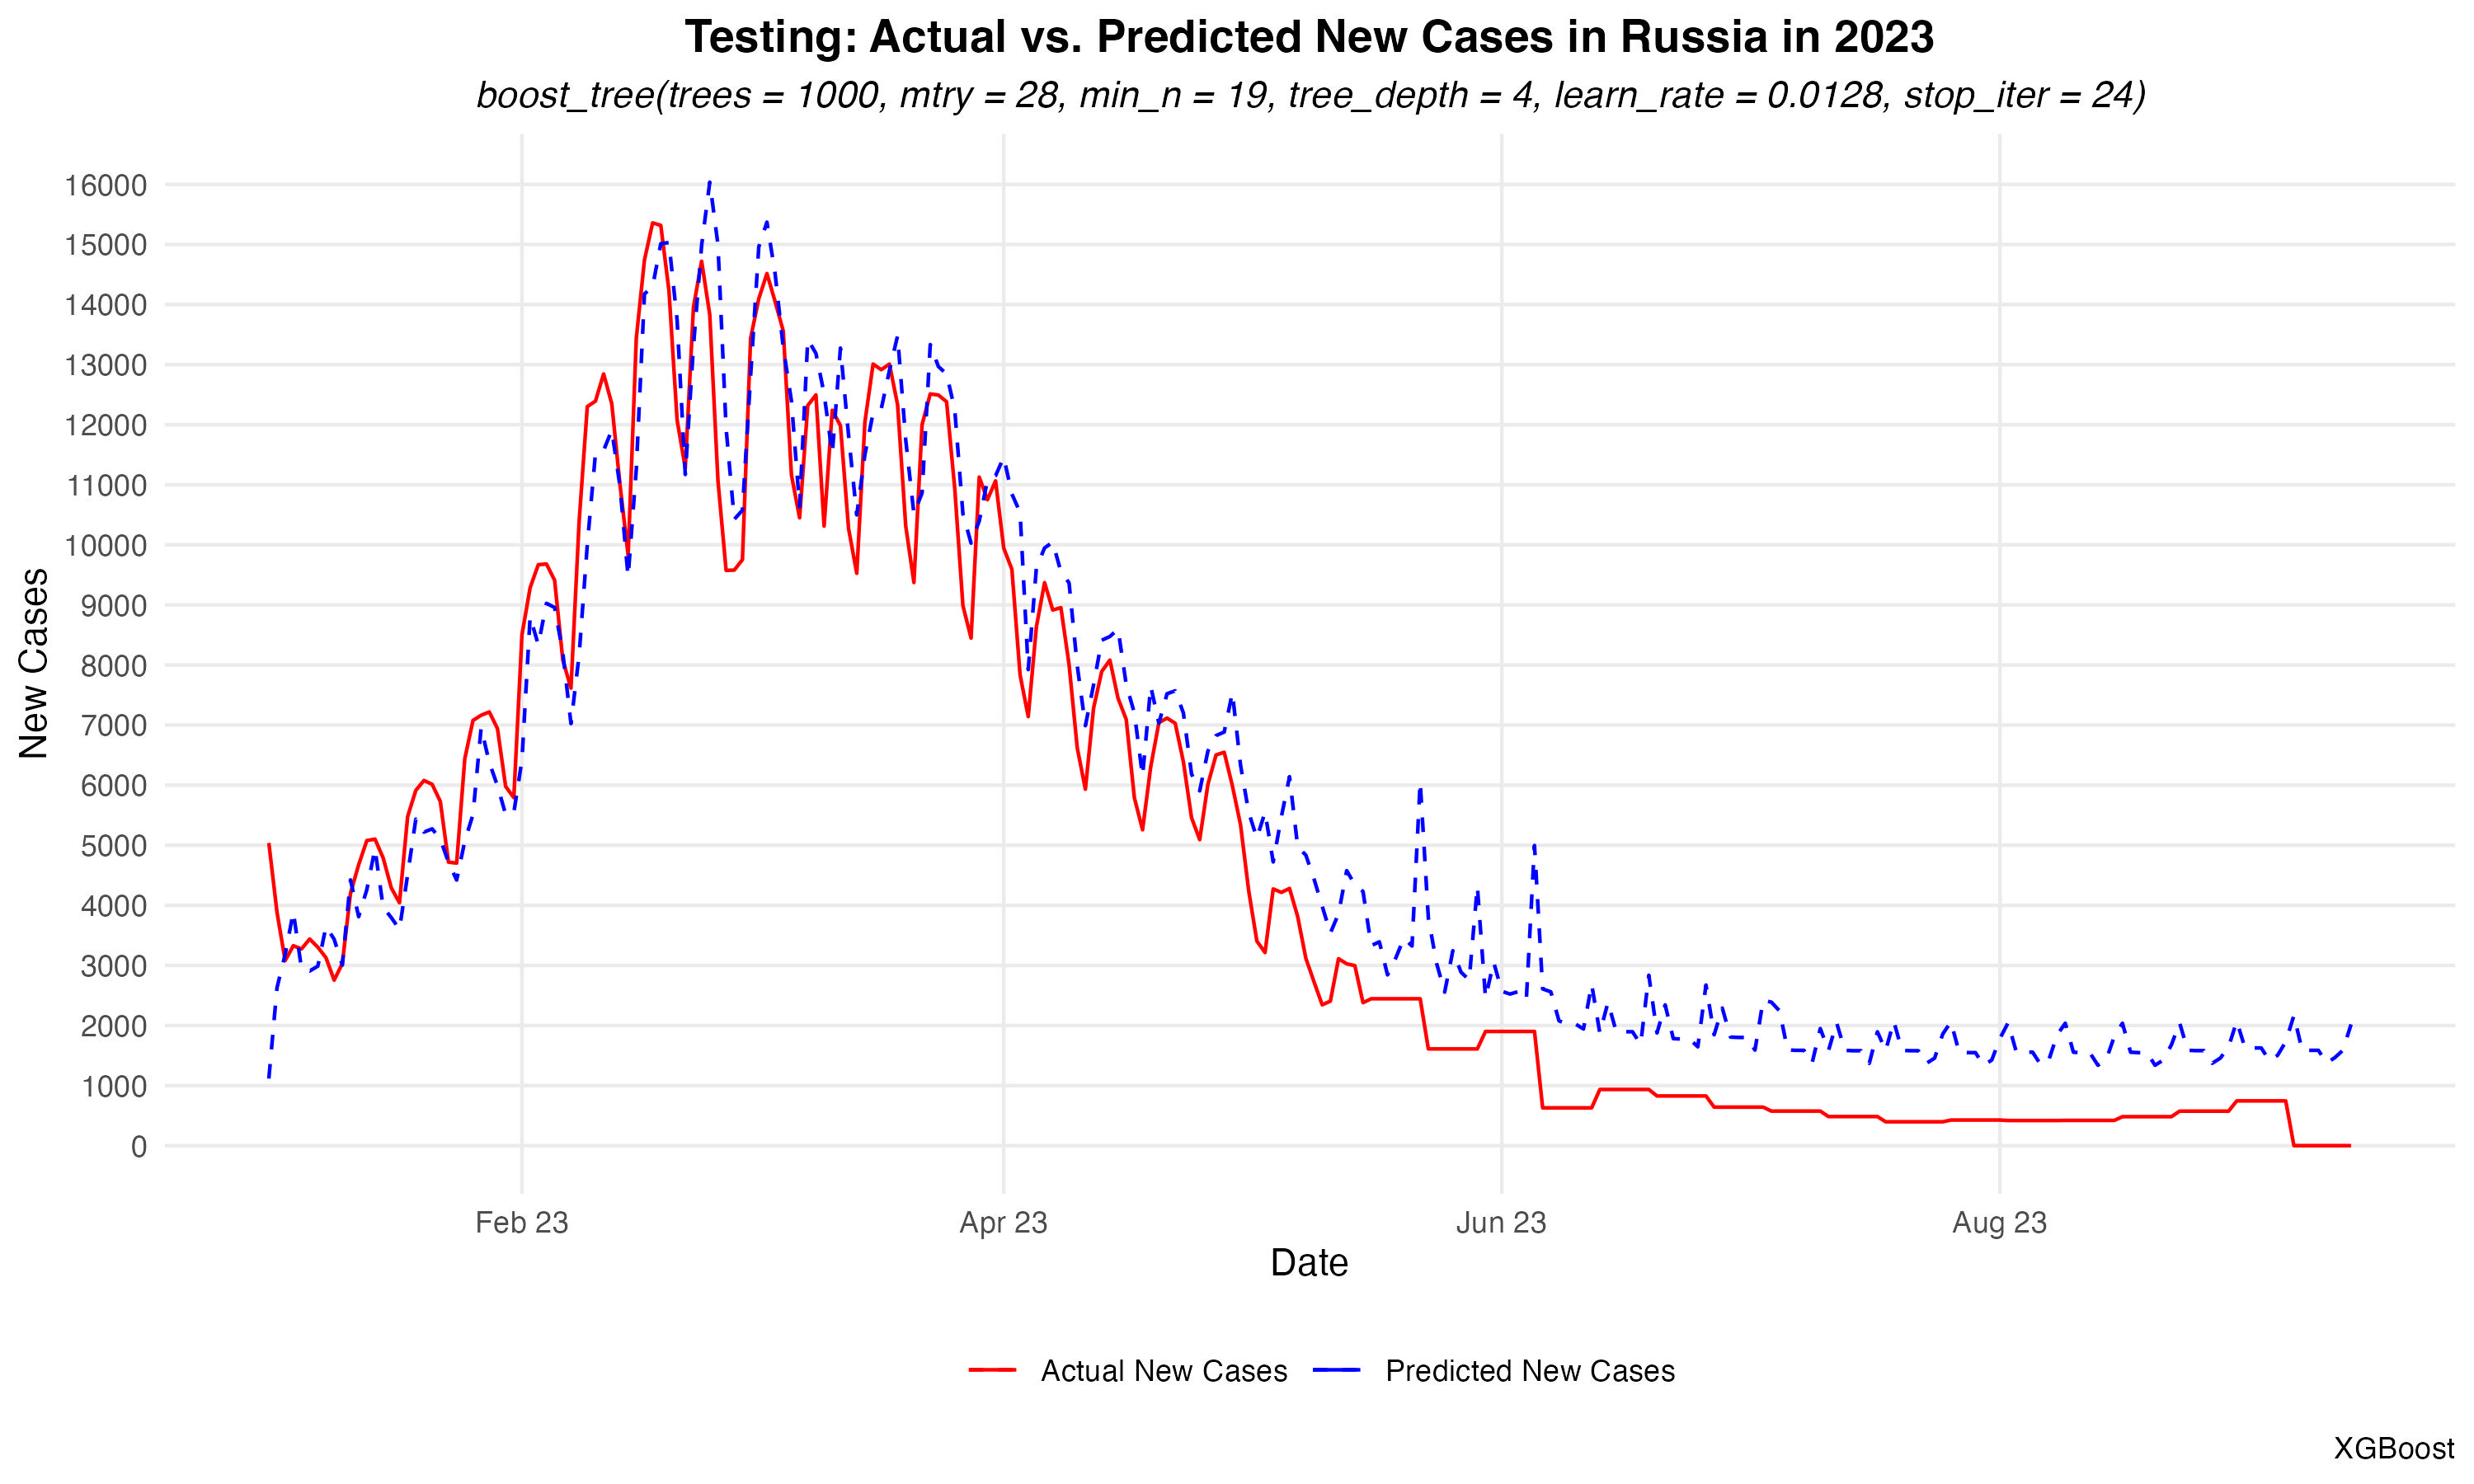 Testing: Actual vs. Predicted New Cases in Russia in 2023
boost_tree(trees = 1000, mtry = 28, min_n = 19, tree_depth = 4, learn_rate = 0.0128, stop_iter = 24)
16000
15000
14000
13000
12000
11000
10000
9000
8000
7000
6000
5000
4000
3000
2000
1000
0
New Cases
Feb 23
Apr 23
Jun 23
Aug 23
Date
Actual New Cases
Predicted New Cases
XGBoost